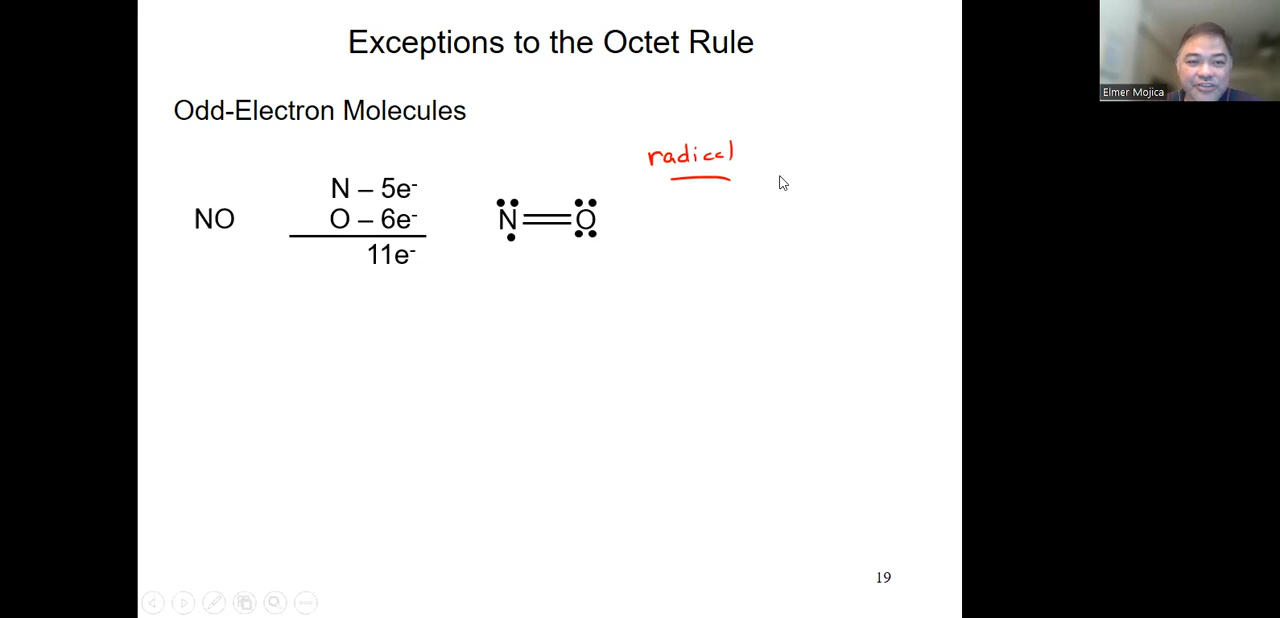 Exceptions to the Octet Rule
Elmer Mojica
Odd-Electron Molecules
radical
N – 5e⁻
NO
O – 6e⁻
N
O
11e⁻
19